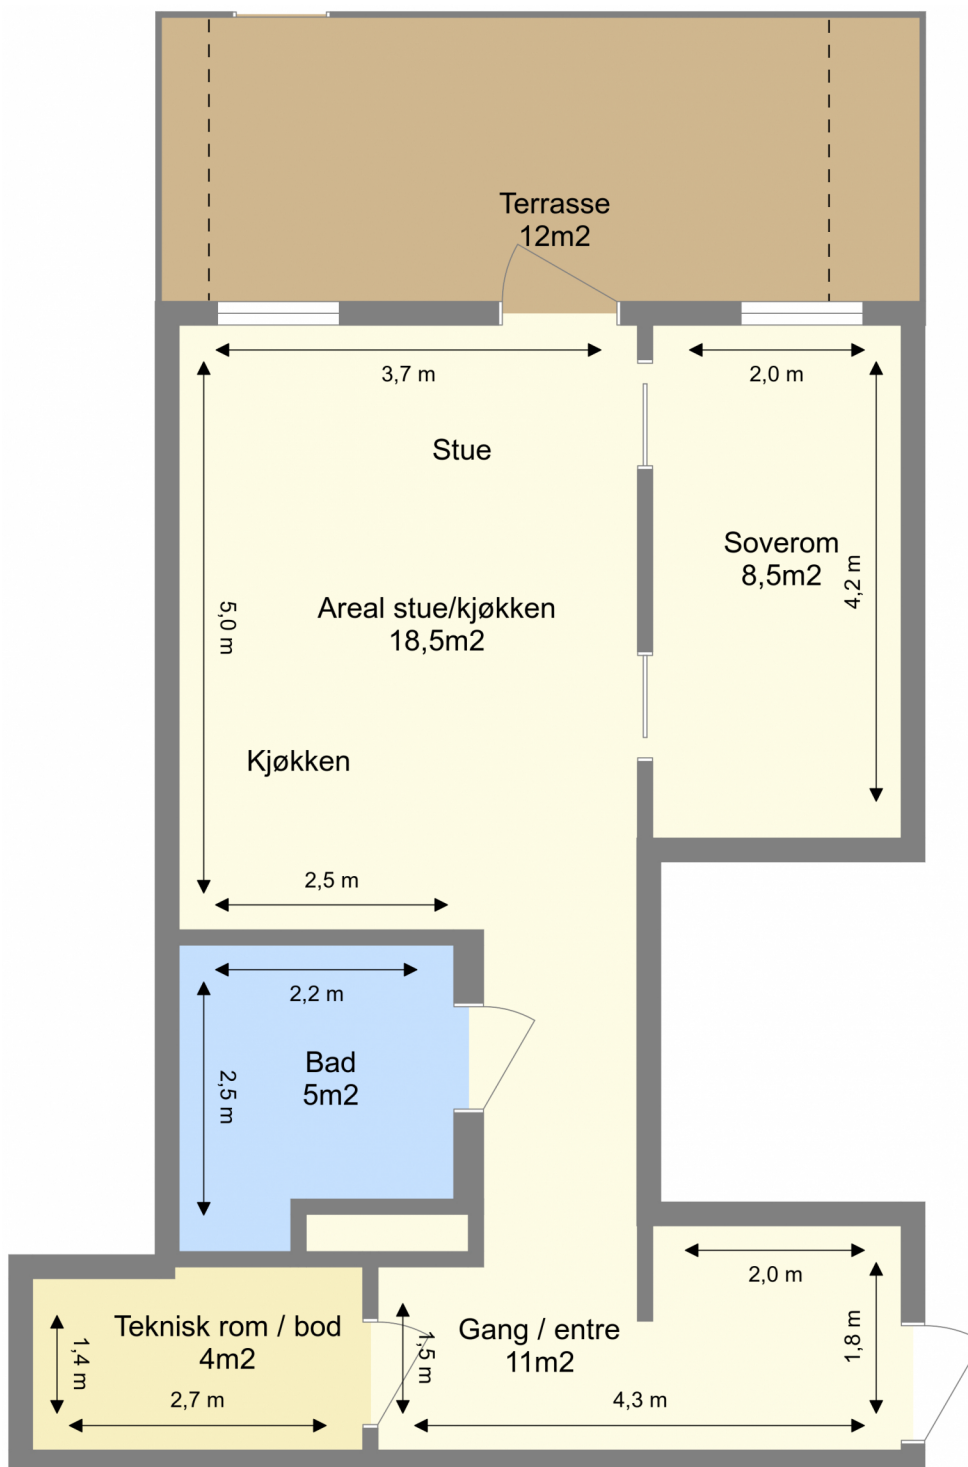 Terrasse
12m2
3,7 m
2,0 m
Stue
Soverom
8,5m2
4,2 m
5,0 m
Areal stue/kjøkken
18,5m2
Kjøkken
2,5 m
2,2 m
Bad
5m2
2,5 m
2,0 m
Teknisk rom / bod
4m2
1,4 m
2,7 m
1,5 m
Gang / entre
11m2
1,8 m
4,3 m